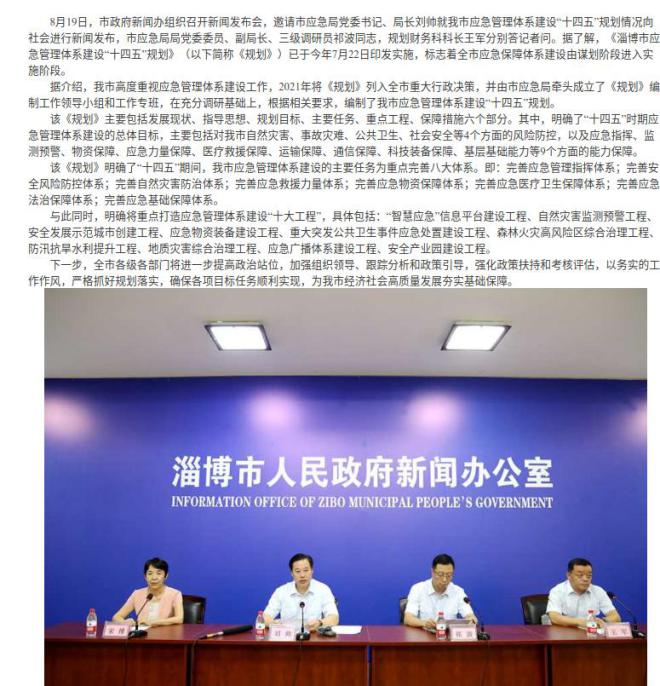 8月19日，市政府新闻办组织召开新闻发布会，邀请市应急局党委书记、局长刘帅就我市应急管理体系建设“十四五”规划情况向
社会进行新闻发布，市应急局局党委委员、副局长、三级调研员祁波同志，规划财务科科长王军分别答记者问。据了解，《淄博市应
急管理体系建设“十四五”规划》（以下简称《规划》）已于今年7月22日印发实施，标志着全市应急保障体系建设由谋划阶段进入实
施阶段。
据介绍，我市高度重视应急管理体系建设工作，2021年将《规划》列入全市重大行政决策，并由市应急局牵头成立了《规划》编
制工作领导小组和工作专班，在充分调研基础上，根据相关要求，编制了我市应急管理体系建设“十四五”规划。
该《规划》主要包括发展现状、指导思想、规划目标、主要任务、重点工程、保障措施六个部分。其中，明确了“十四五”时期应
急管理体系建设的总体目标，主要包括对我市自然灾害、事故灾难、公共卫生、社会安全等4个方面的风险防控，以及应急指挥、监
测预警、物资保障、应急力量保障、医疗救援保障、运输保障、通信保障、科技装备保障、基层基础能力等9个方面的能力保障。
该《规划》明确了“十四五”期间，我市应急管理体系建设的主要任务为重点完善八大体系。即：完善应急管理指挥体系；完善安
全风险防控体系；完善自然灾害防治体系；完善应急救援力量体系；完善应急物资保障体系；完善应急医疗卫生保障体系；完善应急
法治保障体系；完善应急基础保障体系。
与此同时，明确将重点打造应急管理体系建设“十大工程”，具体包括：“智慧应急”信息平台建设工程、自然灾害监测预警工程、
安全发展示范城市创建工程、应急物资装备建设工程、重大突发公共卫生事件应急处置建设工程、森林火灾高风险区综合治理工程、
防汛抗旱水利提升工程、地质灾害综合治理工程、应急广播体系建设工程、安全产业园建设工程。
下一步，全市各级各部门将进一步提高政治站位，加强组织领导、跟踪分析和政策引导，强化政策扶持和考核评估，以务实的工
作作风，严格抓好规划落实，确保各项目标任务顺利实现，为我市经济社会高质量发展夯实基础保障。
淄博市人民政府新闻办公室
INFORMATION OFFICE OF ZIBO MUNICIPAL PEOPLE'S GOVERNMENT
刘帅
王军